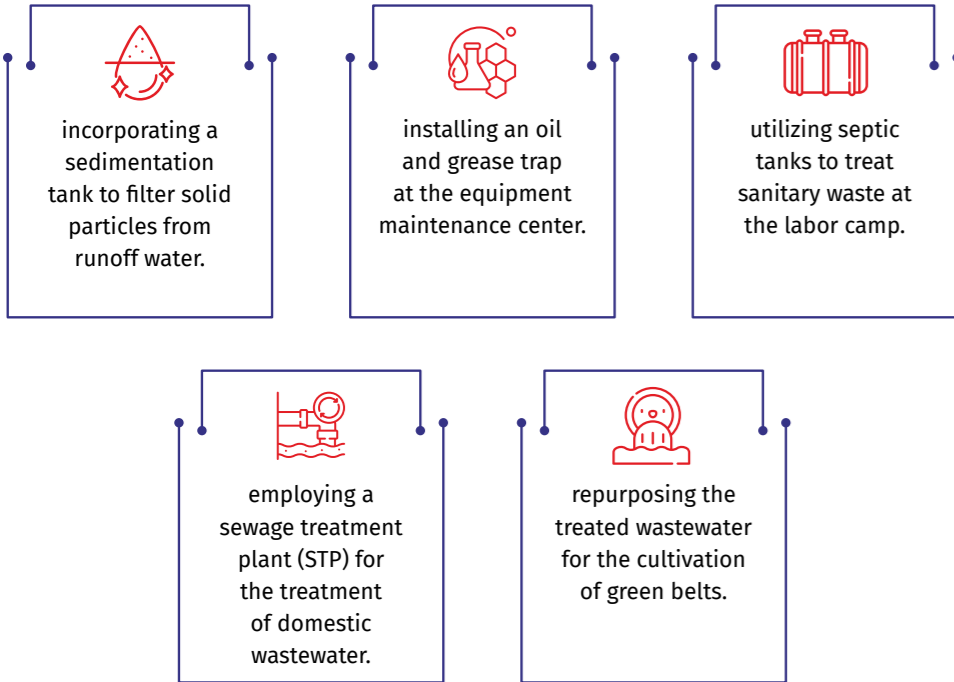 incorporating a
sedimentation
tank to filter solid
particles from
runoff water.
installing an oil
and grease trap
at the equipment
maintenance center.
utilizing septic
tanks to treat
sanitary waste at
the labor camp.
employing a
sewage treatment
plant (STP) for
the treatment
of domestic
wastewater.
repurposing the
treated wastewater
for the cultivation
of green belts.